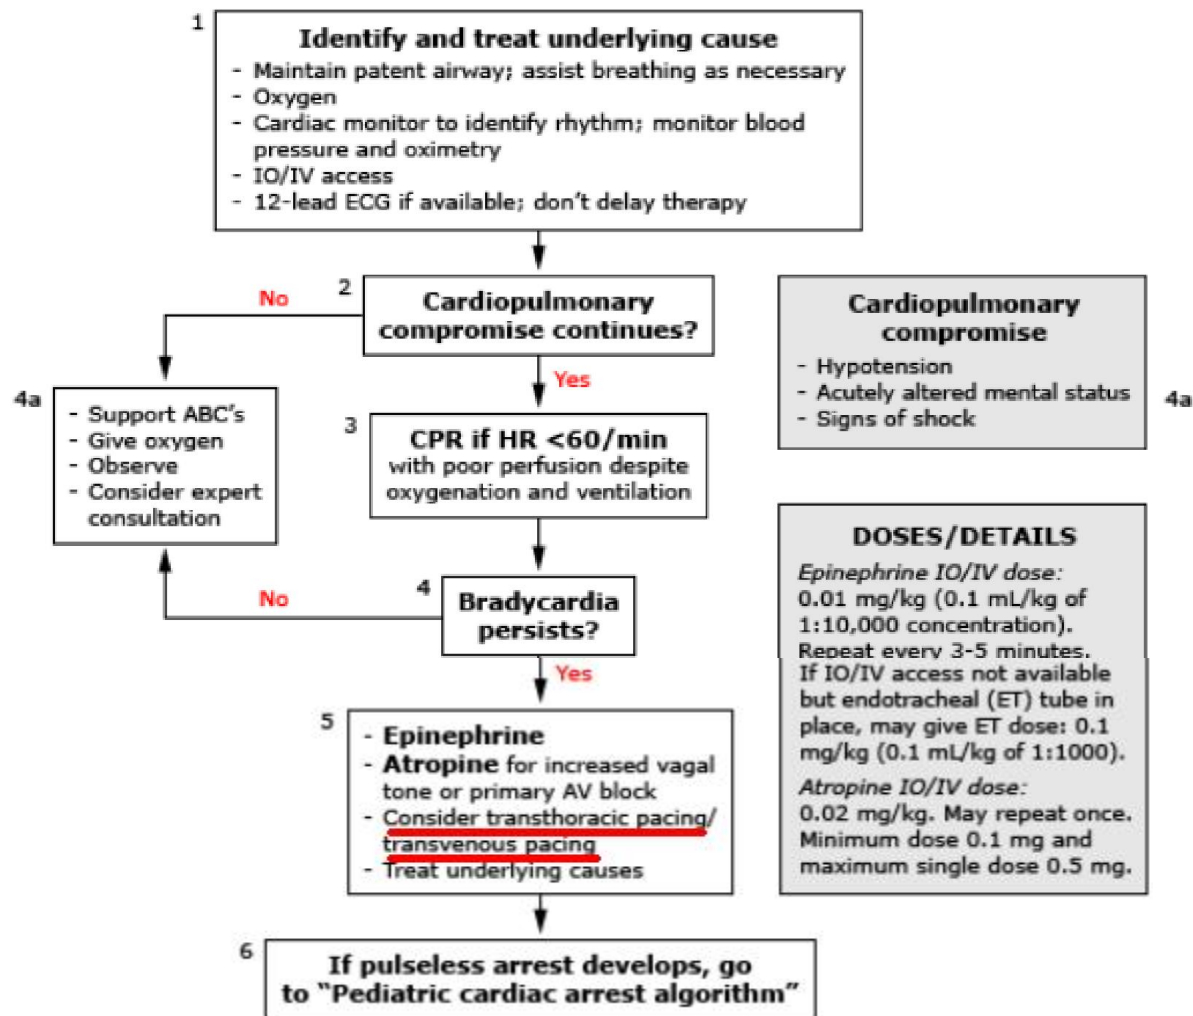 1
Identify and treat underlying cause
- Maintain patent airway; assist breathing as necessary
- Oxygen
- Cardiac monitor to identify rhythm; monitor blood
pressure and oximetry
- IO/IV access
- 12-lead ECG if available; don't delay therapy
No
2
Cardiopulmonary
compromise continues?
Yes
4a
- Support ABC's
- Give oxygen
- Observe
- Consider expert
consultation
3
CPR if HR <60/min
with poor perfusion despite
oxygenation and ventilation
No
4
Bradycardia
persists?
Yes
5
- Epinephrine
- Atropine for increased vagal
tone or primary AV block
- Consider transthoracic pacing/
transvenous pacing
- Treat underlying causes
6
If pulseless arrest develops, go
to "Pediatric cardiac arrest algorithm"
Cardiopulmonary
compromise
- Hypotension
- Acutely altered mental status
- Signs of shock
4a
DOSES/DETAILS
Epinephrine IO/IV dose:
0.01 mg/kg (0.1 mL/kg of
1:10,000 concentration).
Repeat every 3-5 minutes.
If IO/IV access not available
but endotracheal (ET) tube in
place, may give ET dose: 0.1
mg/kg (0.1 mL/kg of 1:1000).
Atropine IO/IV dose:
0.02 mg/kg. May repeat once.
Minimum dose 0.1 mg and
maximum single dose 0.5 mg.